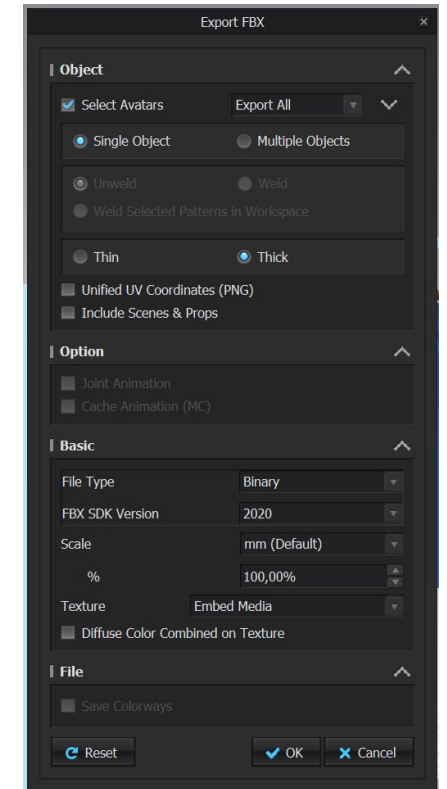 Export FBX
Object
Select Avatars Export All
Single Object Multiple Objects
Unweld Weld
Weld Selected Patterns in Workspace
Thin Thick
Unified UV Coordinates (PNG)
Include Scenes & Props
Option
Joint Animation
Cache Animation (MC)
Basic
File Type Binary
FBX SDK Version 2020
Scale mm (Default)
% 100,00%
Texture Embed Media
Diffuse Color Combined on Texture
File
Save Colorways
Reset OK Cancel